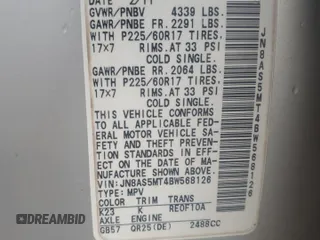 2/11
GVWR/PNBV 4339 LBS.
GAWR/PNBE FR. 2291 LBS.
WITH P225/60R17 TIRES,
17×7 RIMS, AT 33 PSI
COLD SINGLE.
GAWR/PNBE RR. 2064 LBS.
WITH P225/60R17 TIRES,
17×7 RIMS, AT 33 PSI
COLD SINGLE.
THIS VEHICLE CONFORMS
TO ALL APPLICABLE FED-
ERAL MOTOR VEHICLE SA-
FETY AND THEFT PREVEN-
TION STANDARDS IN EFF-
ECT ON THE DATE OF MA-
NUFACTURE SHOWN ABOVE.
VIN:JN8AS5MT4BW568126
TYPE: MPV
COLOR TRIM TRANS
K23 K RE0F10A
AXLE ENGINE
GB57 QR25(DE) 2488CC
JN8AS5MT4BW568126